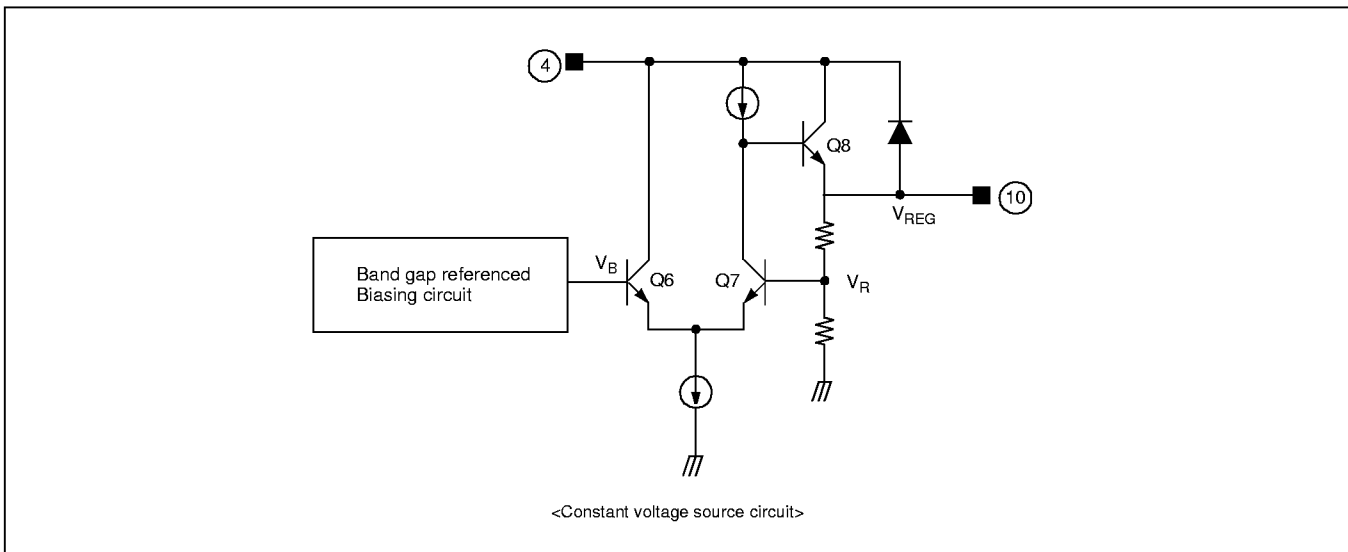 4
Q8
10
V_REG
Band gap referenced
Biasing circuit
V_B
Q6
Q7
V_R
<Constant voltage source circuit>